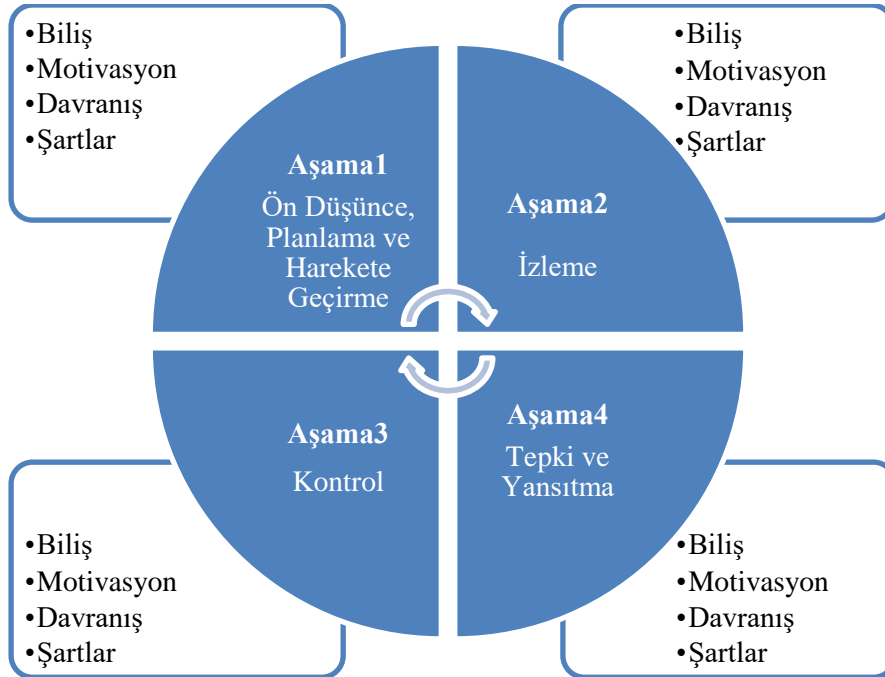 •Biliş
•Motivasyon
•Davranış
•Şartlar
Aşama1
Ön Düşünce,
Planlama ve
Harekete
Geçirme
•Biliş
•Motivasyon
•Davranış
•Şartlar
Aşama2
İzleme
Aşama3
Kontrol
•Biliş
•Motivasyon
•Davranış
•Şartlar
Aşama4
Tepki ve
Yansıtma
•Biliş
•Motivasyon
•Davranış
•Şartlar